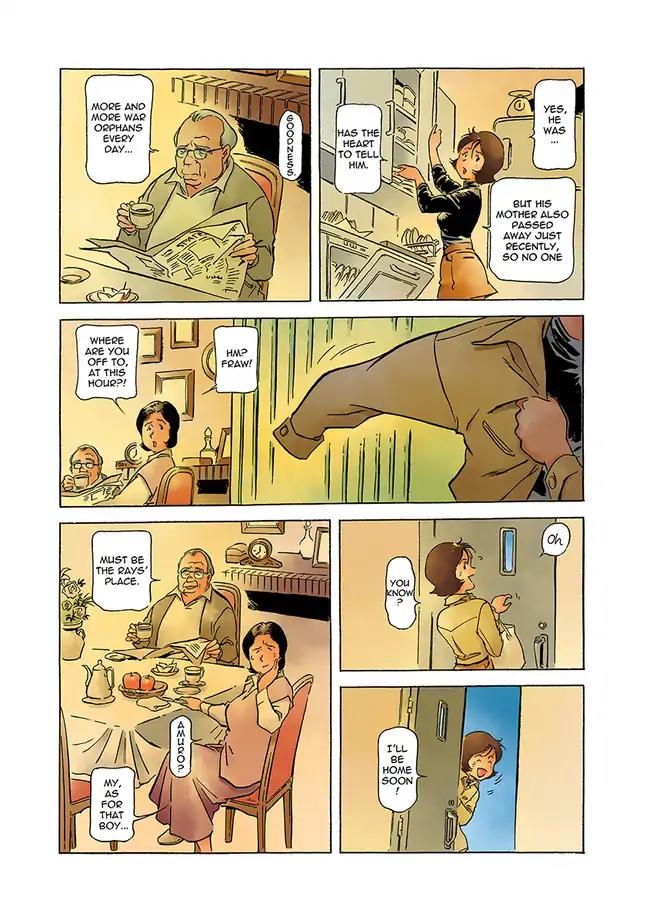 YES,
HE
WAS
...
BUT HIS
MOTHER ALSO
PASSED
AWAY JUST
RECENTLY,
SO NO ONE
HAS THE
HEART
TO TELL
HIM.
GOODNESS.
MORE AND
MORE WAR
ORPHANS
EVERY
DAY...
HM?
FRAW!
WHERE
ARE YOU
OFF TO,
AT THIS
HOUR?!
Oh
YOU
KNOW
?
I'LL
BE
HOME
SOON
!
MUST BE
THE RAYS'
PLACE.
AMURO?
MY,
AS
FOR
THAT
BOY...